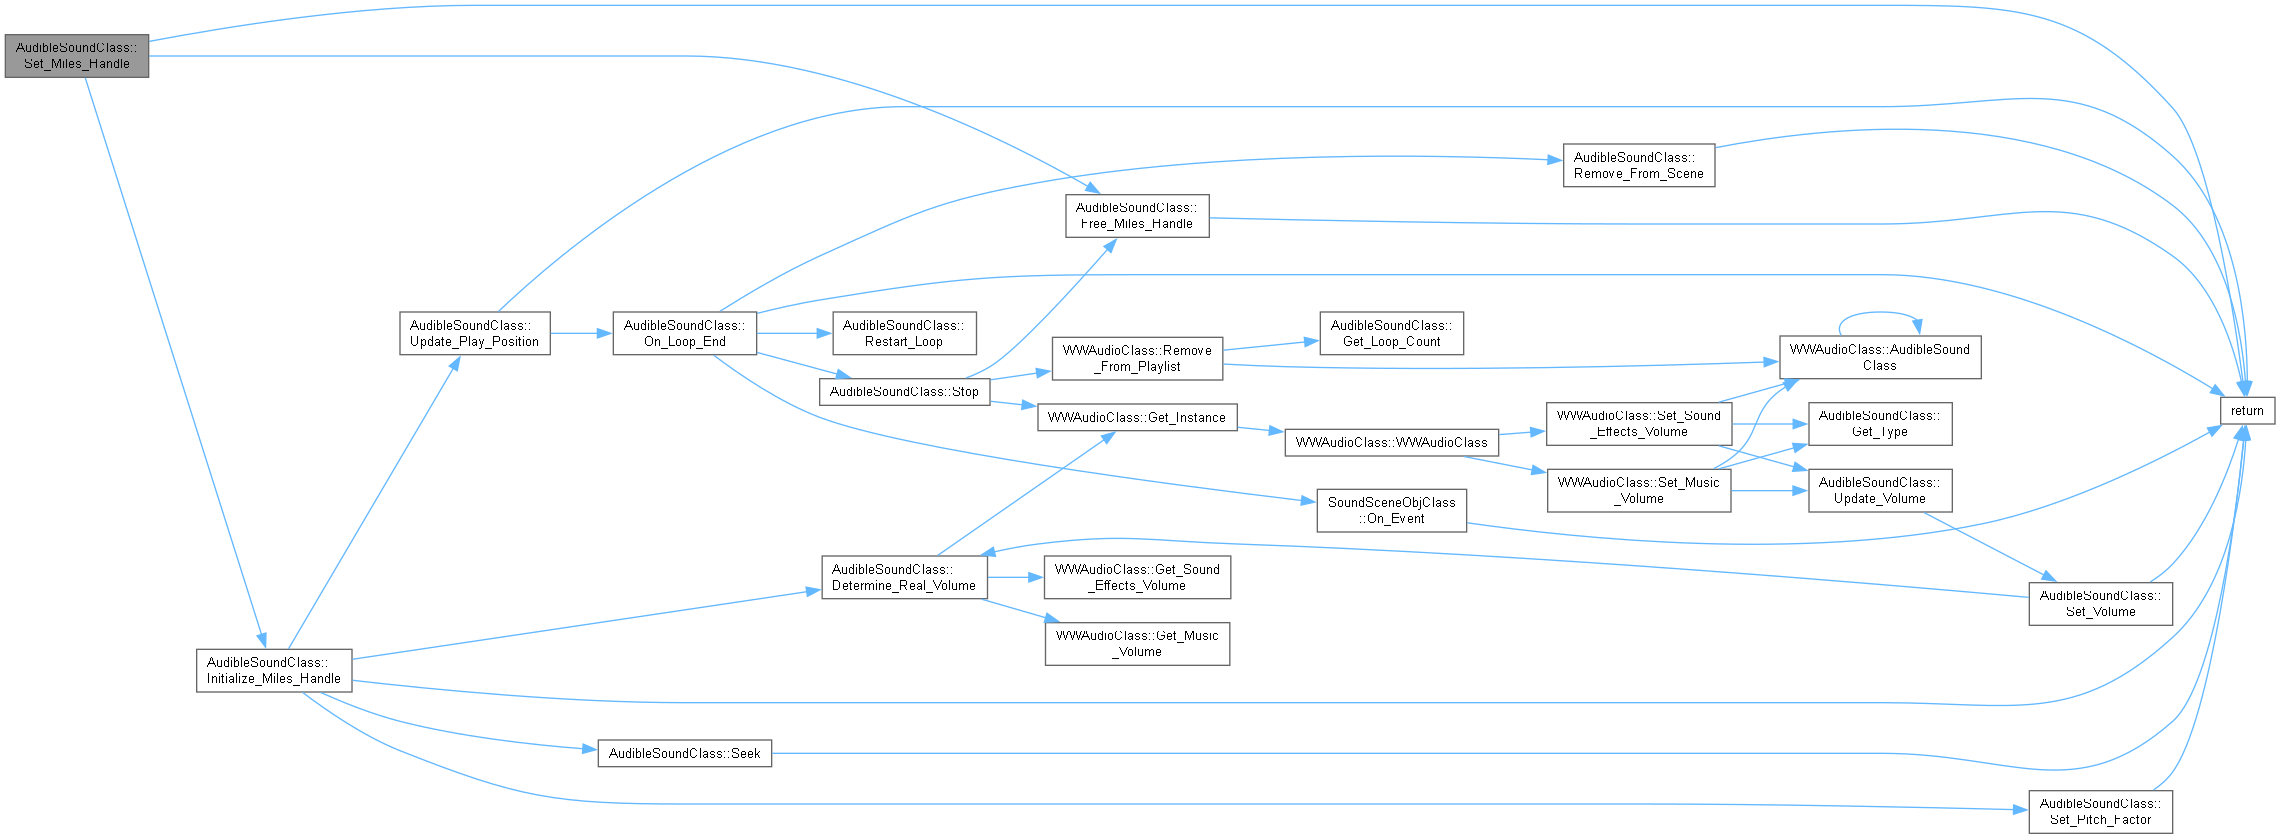 AudibleSoundClass::
Set_Miles_Handle
AudibleSoundClass::
Remove_From_Scene
AudibleSoundClass::
Free_Miles_Handle
AudibleSoundClass::
Update_Play_Position
AudibleSoundClass::
On_Loop_End
AudibleSoundClass::
Restart_Loop
AudibleSoundClass::
Get_Loop_Count
WWAudioClass::Remove
_From_Playlist
WWAudioClass::AudibleSound
Class
AudibleSoundClass::Stop
WWAudioClass::Get_Instance
WWAudioClass::WWAudioClass
WWAudioClass::Set_Sound
_Effects_Volume
AudibleSoundClass::
Get_Type
return
WWAudioClass::Set_Music
_Volume
AudibleSoundClass::
Update_Volume
SoundSceneObjClass
::On_Event
AudibleSoundClass::
Determine_Real_Volume
WWAudioClass::Get_Sound
_Effects_Volume
AudibleSoundClass::
Set_Volume
WWAudioClass::Get_Music
_Volume
AudibleSoundClass::
Initialize_Miles_Handle
AudibleSoundClass::Seek
AudibleSoundClass::
Set_Pitch_Factor